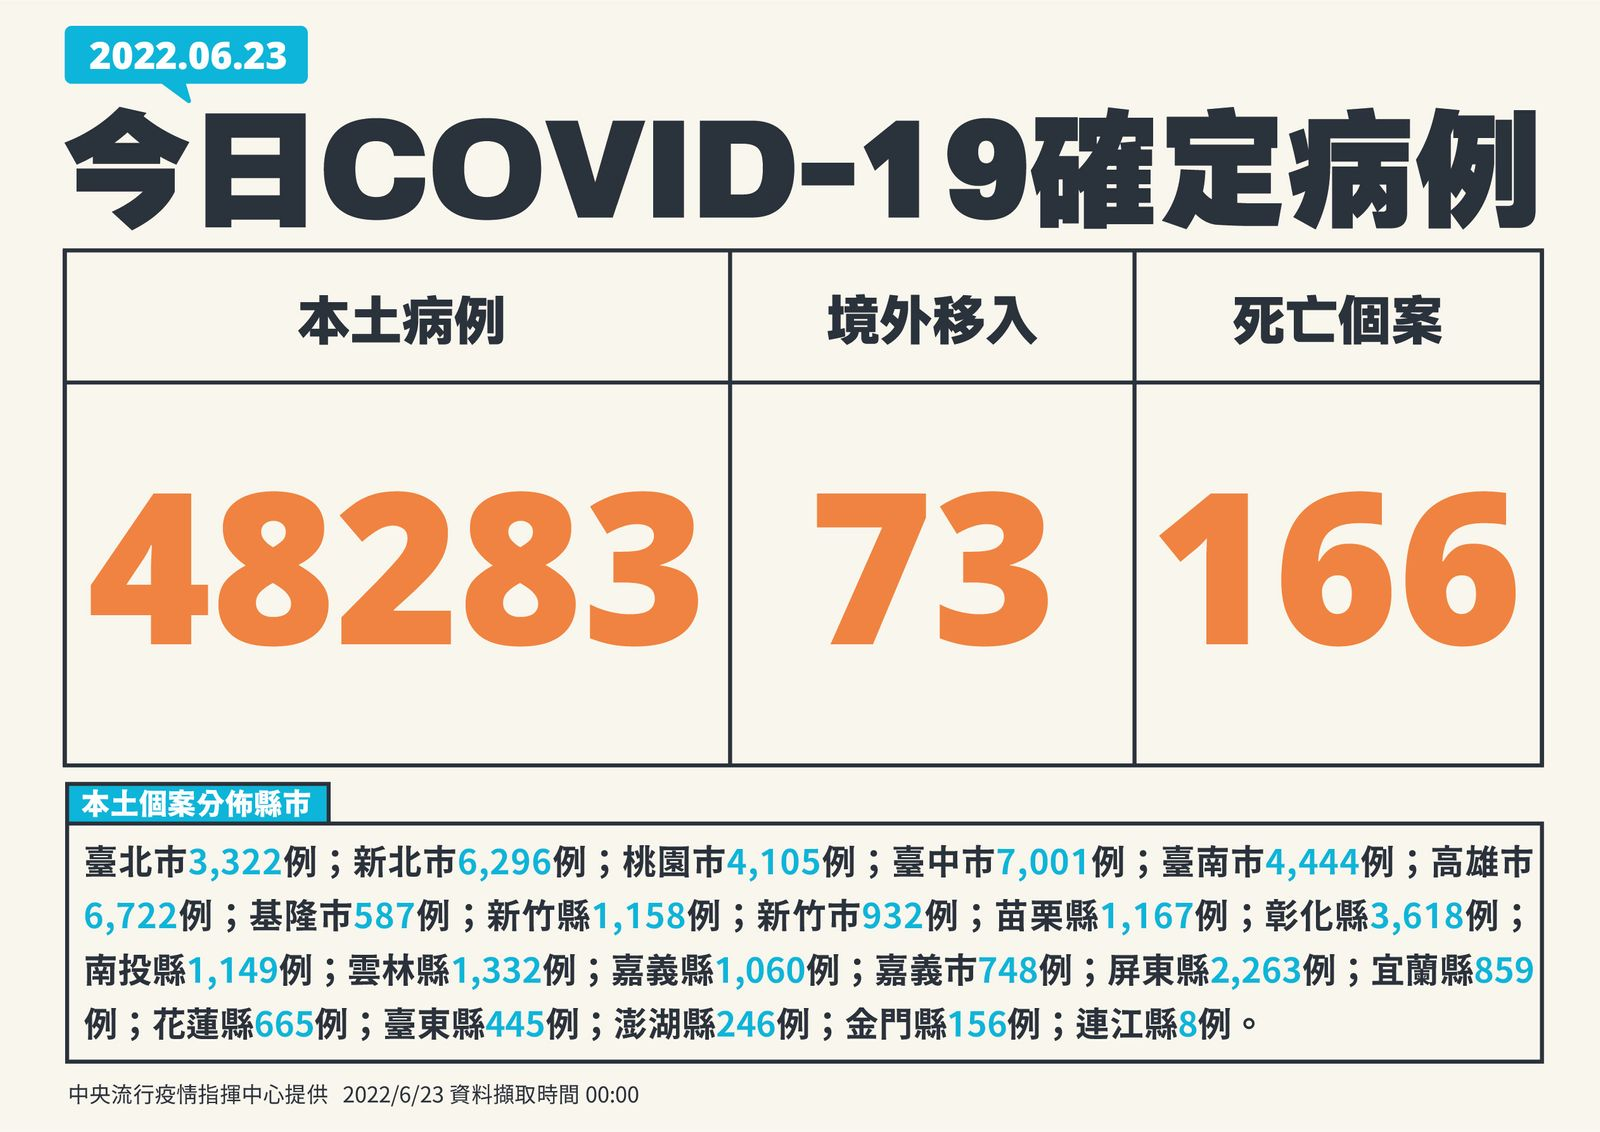 2022.06.23
今日COVID-19確定病例
本土病例
境外移入
死亡個案
48283
73
166
本土個案分佈縣市
臺北市3,322例；新北市6,296例；桃園市4,105例；臺中市7,001例；臺南市4,444例；高雄市
6,722例；基隆市587例；新竹縣1,158例；新竹市932例；苗栗縣1,167例；彰化縣3,618例；
南投縣1,149例；雲林縣1,332例；嘉義縣1,060例；嘉義市748例；屏東縣2,263例；宜蘭縣859
例；花蓮縣665例；臺東縣445例；澎湖縣246例；金門縣156例；連江縣8例。
中央流行疫情指揮中心提供 2022/6/23 資料擷取時間 00:00